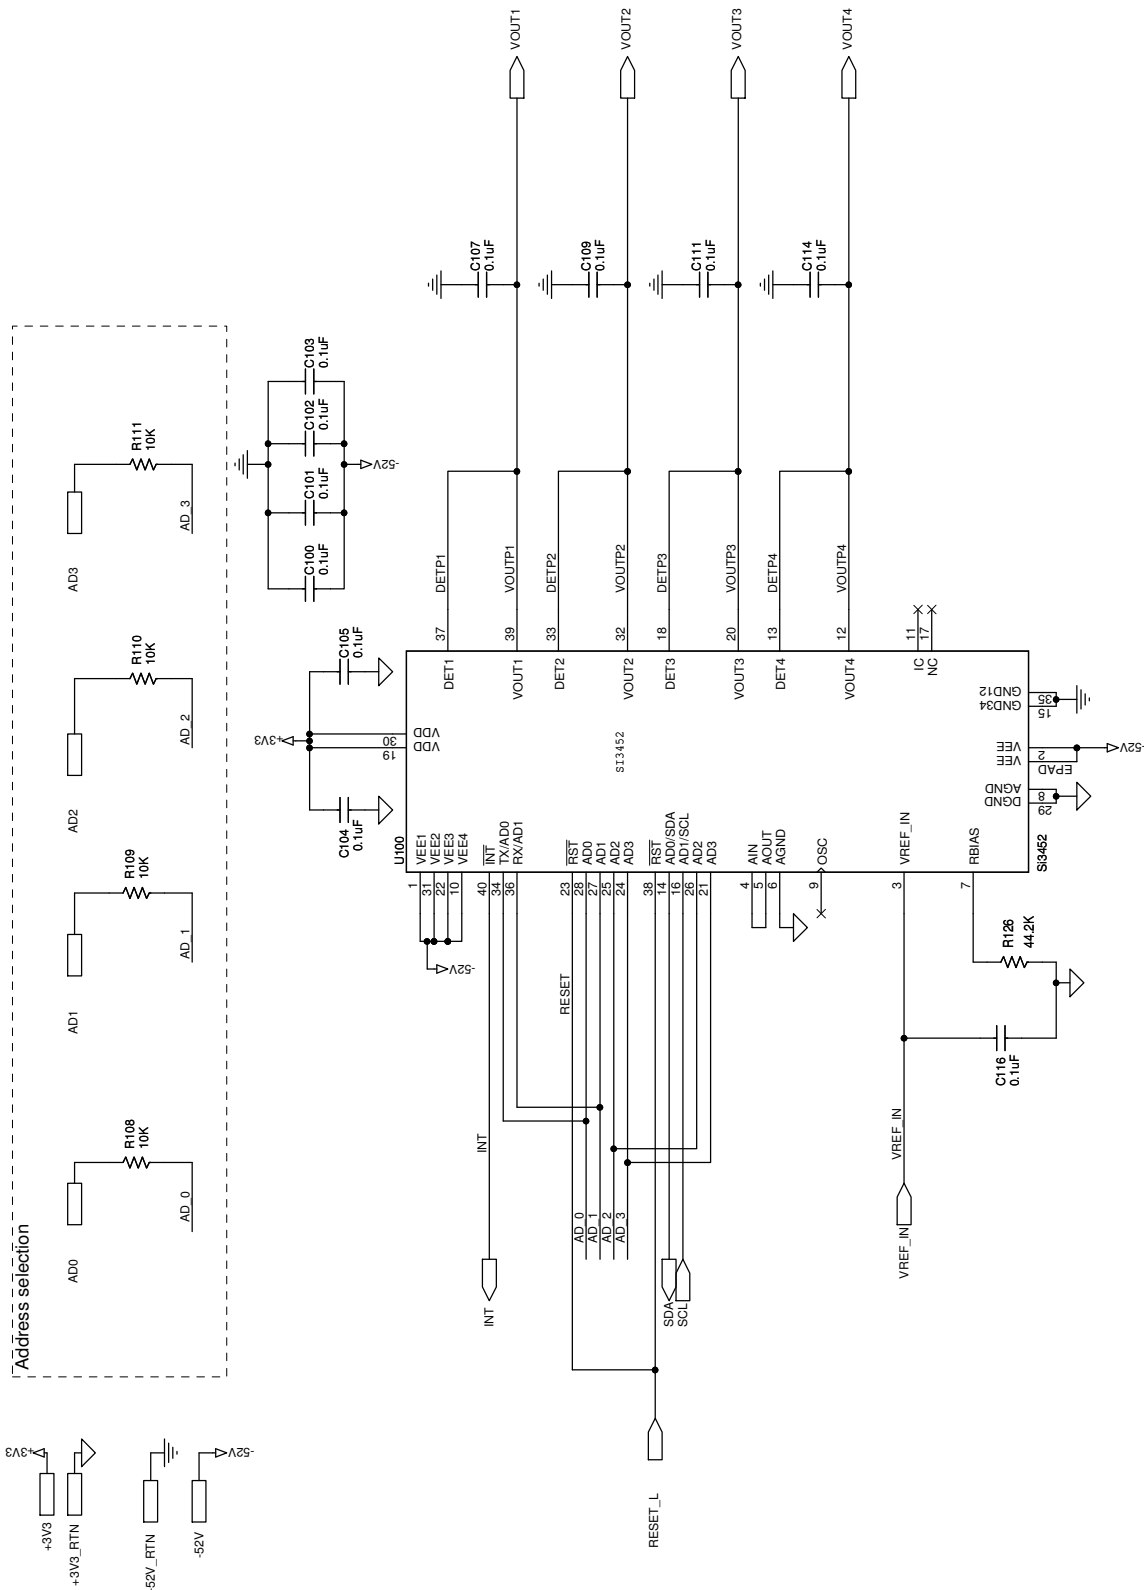 Address selection
AD0
R108
10K
AD_0
AD1
R109
10K
AD_1
AD2
R110
10K
AD_2
AD3
R111
10K
AD_3
+3V3
+3V3
+3V3_RTN
-52V_RTN
-52V
-52V
C100
0.1uF
C101
0.1uF
C102
0.1uF
C103
0.1uF
-52V
+3V3
C104
0.1uF
C105
0.1uF
U100
19
VDD
30
VDD
SI3452
Si3452
1
VEE1
31
VEE2
22
VEE3
10
VEE4
-52V
40
INT
34
TX/AD0
36
RX/AD1
23
RST
28
AD0
27
AD1
25
AD2
24
AD3
38
RST
14
AD0/SDA
16
AD1/SCL
26
AD2
21
AD3
4
AIN
5
AOUT
6
AGND
9
OSC
3
VREF_IN
7
RBIAS
INT
INT
RESET
AD_0
AD_1
AD_2
AD_3
SDA
SCL
RESET_L
VREF_IN
VREF_IN
C116
0.1uF
R126
44.2K
DET1
37
DETP1
VOUT1
39
VOUTP1
C107
0.1uF
VOUT1
DET2
33
DETP2
VOUT2
32
VOUTP2
C109
0.1uF
VOUT2
DET3
18
DETP3
VOUT3
20
VOUTP3
C111
0.1uF
VOUT3
DET4
13
DETP4
VOUT4
12
VOUTP4
C114
0.1uF
VOUT4
IC
11
NC
17
GND12
35
GND34
15
VEE
2
VEE
EPAD
-52V
AGND
8
DGND
29